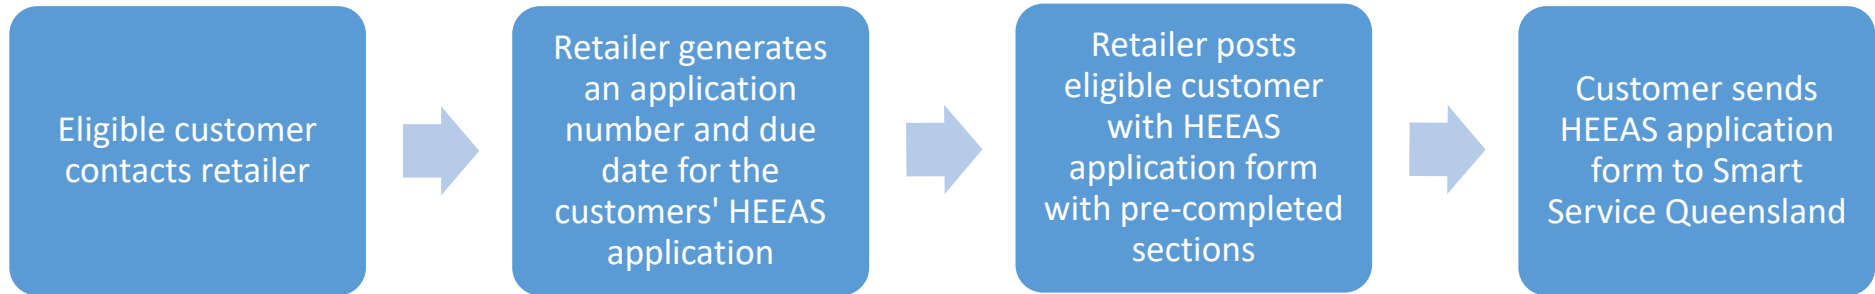 Eligible customer
contacts retailer
Retailer generates
an application
number and due
date for the
customers' HEEAS
application
Retailer posts
eligible customer
with HEEAS
application form
with pre-completed
sections
Customer sends
HEEAS application
form to Smart
Service Queensland